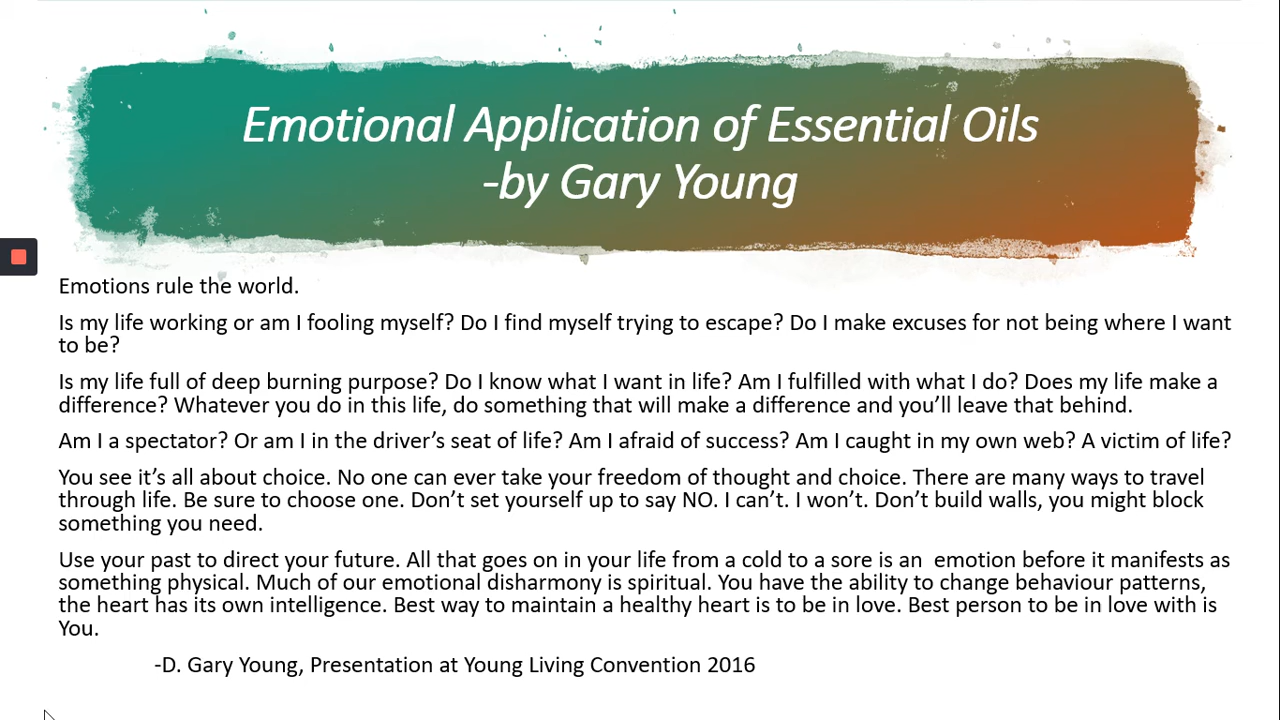 Emotional Application of Essential Oils
-by Gary Young
Emotions rule the world.
Is my life working or am I fooling myself? Do I find myself trying to escape? Do I make excuses for not being where I want
to be?
Is my life full of deep burning purpose? Do I know what I want in life? Am I fulfilled with what I do? Does my life make a
difference? Whatever you do in this life, do something that will make a difference and you’ll leave that behind.
Am I a spectator? Or am I in the driver’s seat of life? Am I afraid of success? Am I caught in my own web? A victim of life?
You see it’s all about choice. No one can ever take your freedom of thought and choice. There are many ways to travel
through life. Be sure to choose one. Don’t set yourself up to say NO. I can’t. I won’t. Don’t build walls, you might block
something you need.
Use your past to direct your future. All that goes on in your life from a cold to a sore is an  emotion before it manifests as
something physical. Much of our emotional disharmony is spiritual. You have the ability to change behaviour patterns,
the heart has its own intelligence. Best way to maintain a healthy heart is to be in love. Best person to be in love with is
You.
-D. Gary Young, Presentation at Young Living Convention 2016